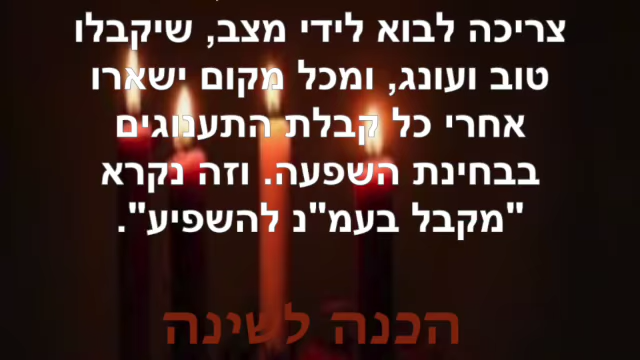 צריכה לבוא לידי מצב, שיקבלו
טוב ועונג, ומכל מקום ישארו
אחרי כל קבלת התענוגים
בבחינת השפעה. וזה נקרא
"מקבל בעמ"נ להשפיע".
הכנה לשינה